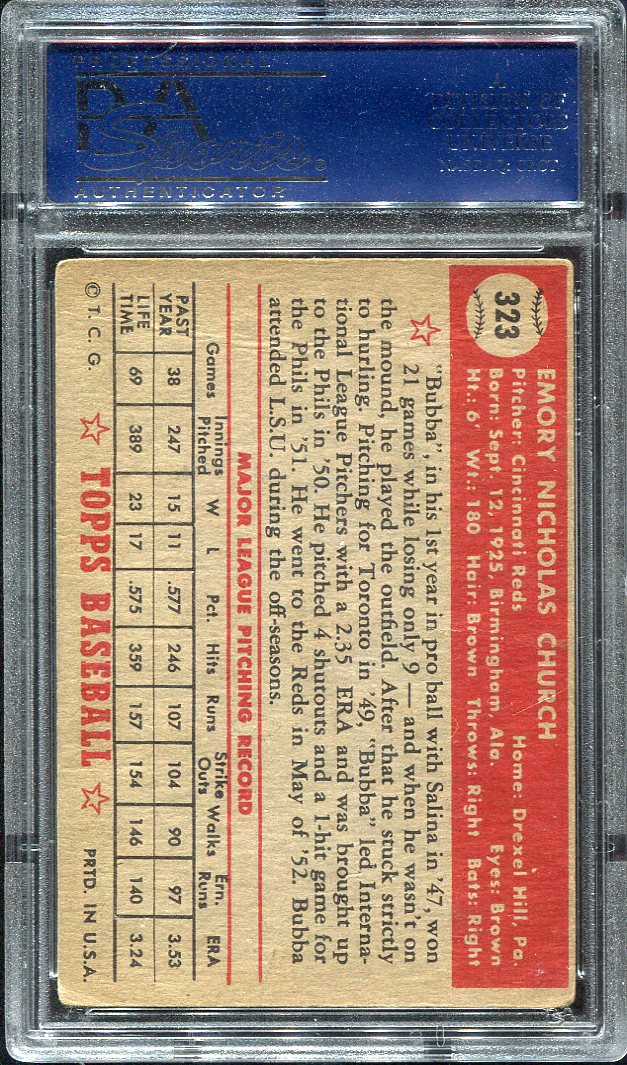 PROFESSIONAL
PSA
Sports®
AUTHENTICATOR
A
DIVISION OF
COLLECTORS
UNIVERSE
NASDAQ: CLCT
323
EMORY NICHOLAS CHURCH
Pitcher: Cincinnati Reds Home: Drexel Hill, Pa.
Born: Sept. 12, 1925, Birmingham, Ala. Eyes: Brown
Ht.: 6' Wt.: 180 Hair: Brown Throws: Right Bats: Right
"Bubba", in his 1st year in pro ball with Salina in '47, won
21 games while losing only 9 — and when he wasn't on
the mound, he played the outfield. After that he stuck strictly
to hurling. Pitching for Toronto in '49, "Bubba" led Interna-
tional League Pitchers with a 2.35 ERA and was brought up
to the Phils in '50. He pitched 4 shutouts and a 1-hit game for
the Phils in '51. He went to the Reds in May of '52. Bubba
attended L.S.U. during the off-seasons.
MAJOR LEAGUE PITCHING RECORD
Games Innings Pitched W L Pct. Hits Runs Strike Outs Walks Ern. Runs ERA
PAST YEAR 38 247 15 11 .577 246 107 104 90 97 3.53
LIFE TIME 69 389 23 17 .575 359 157 154 146 140 3.24
© T. C. G. TOPPS BASEBALL PRTD. IN U.S.A.